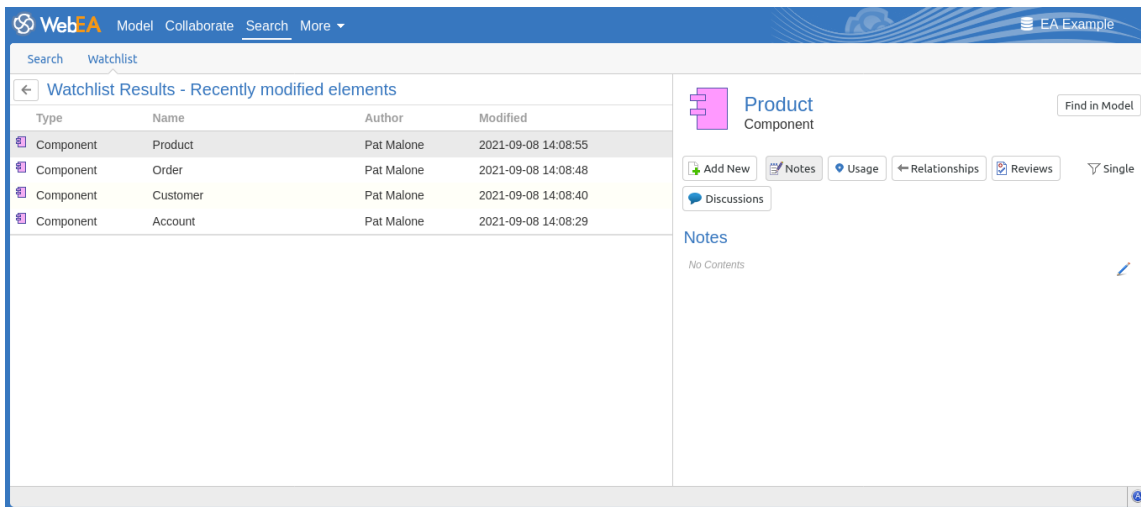 WebEA Model Collaborate Search More EA Example
Search Watchlist
Watchlist Results - Recently modified elements
Type Name Author Modified
Component Product Pat Malone 2021-09-08 14:08:55
Component Order Pat Malone 2021-09-08 14:08:48
Component Customer Pat Malone 2021-09-08 14:08:40
Component Account Pat Malone 2021-09-08 14:08:29
Product
Component
Find in Model
Add New Notes Usage Relationships Reviews Single
Discussions
Notes
No Contents